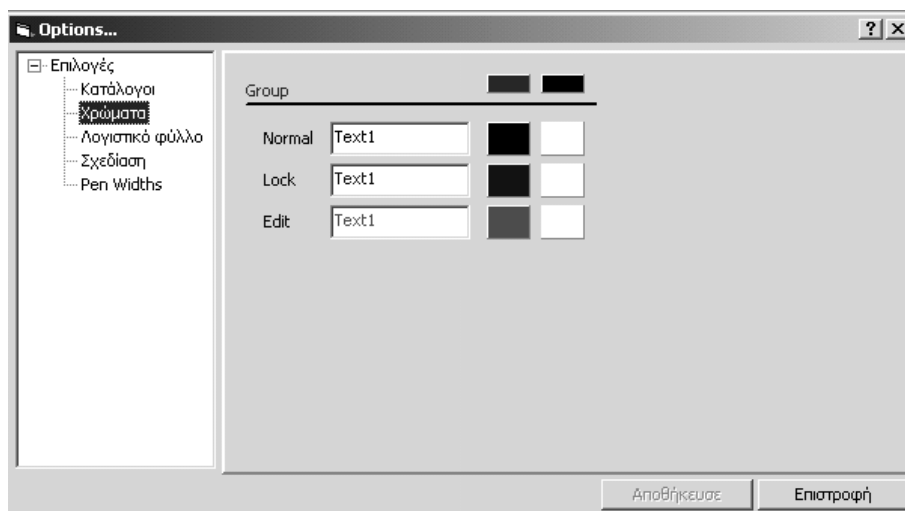 Options...
Επιλογές
Κατάλογοι
Χρώματα
Λογιστικό φύλλο
Σχεδίαση
Pen Widths
Group
Normal Text1
Lock Text1
Edit Text1
Αποθήκευσε Επιστροφή